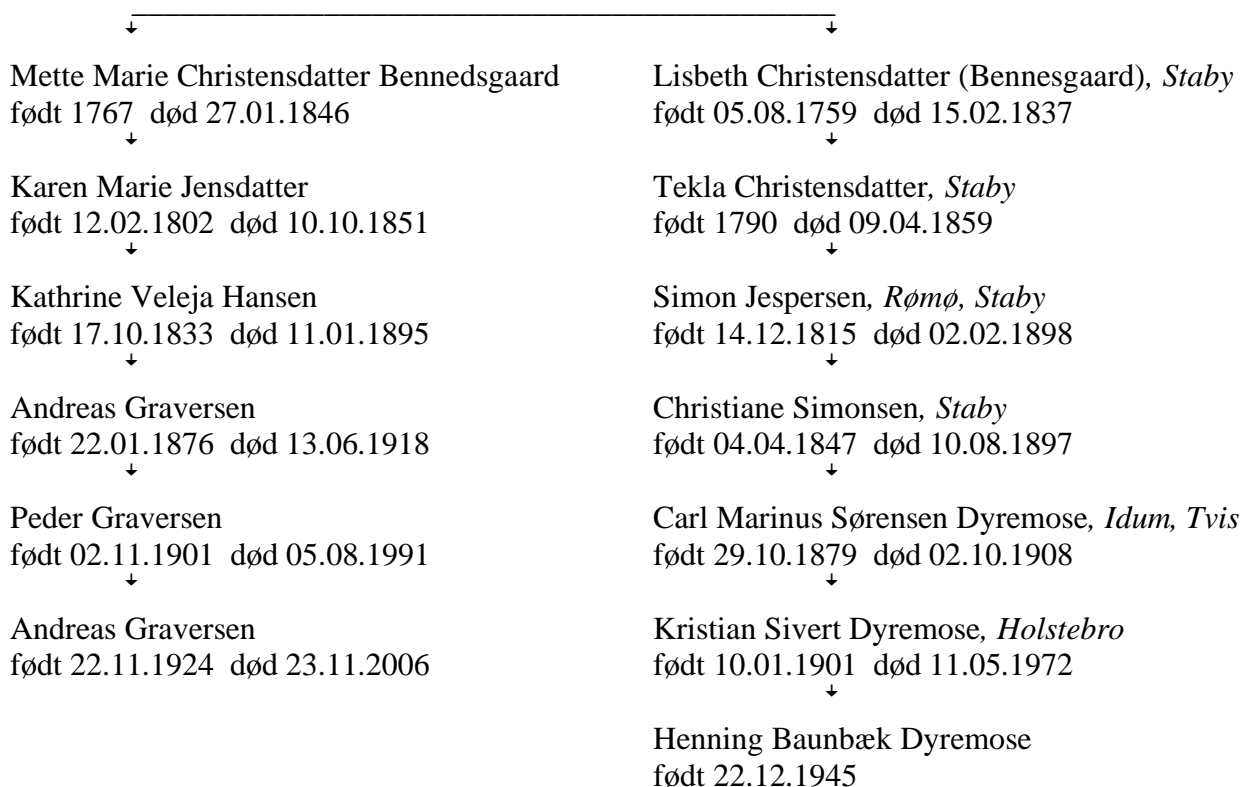 Mette Marie Christensdatter Bennedsgaard
født 1767 død 27.01.1846
Karen Marie Jensdatter
født 12.02.1802 død 10.10.1851
Kathrine Veleja Hansen
født 17.10.1833 død 11.01.1895
Andreas Graversen
født 22.01.1876 død 13.06.1918
Peder Graversen
født 02.11.1901 død 05.08.1991
Andreas Graversen
født 22.11.1924 død 23.11.2006
Lisbeth Christensdatter (Bennesgaard), Staby
født 05.08.1759 død 15.02.1837
Tekla Christensdatter, Staby
født 1790 død 09.04.1859
Simon Jespersen, Rømø, Staby
født 14.12.1815 død 02.02.1898
Christiane Simonsen, Staby
født 04.04.1847 død 10.08.1897
Carl Marinus Sørensen Dyremose, Idum, Tvis
født 29.10.1879 død 02.10.1908
Kristian Sivert Dyremose, Holstebro
født 10.01.1901 død 11.05.1972
Henning Baunbæk Dyremose
født 22.12.1945